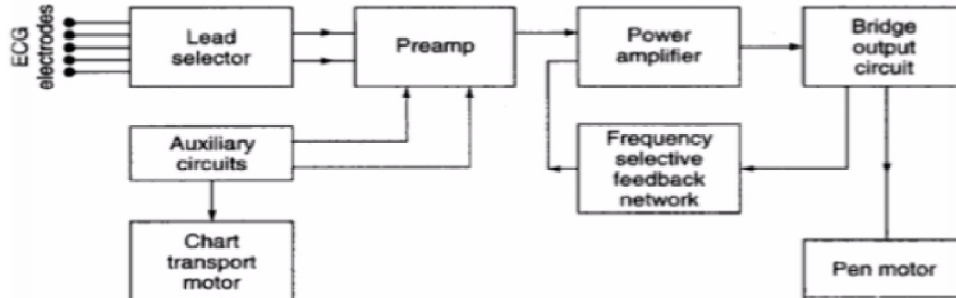 ECG
electrodes
Lead
selector
Preamp
Power
amplifier
Bridge
output
circuit
Auxiliary
circuits
Frequency
selective
feedback
network
Chart
transport
motor
Pen motor